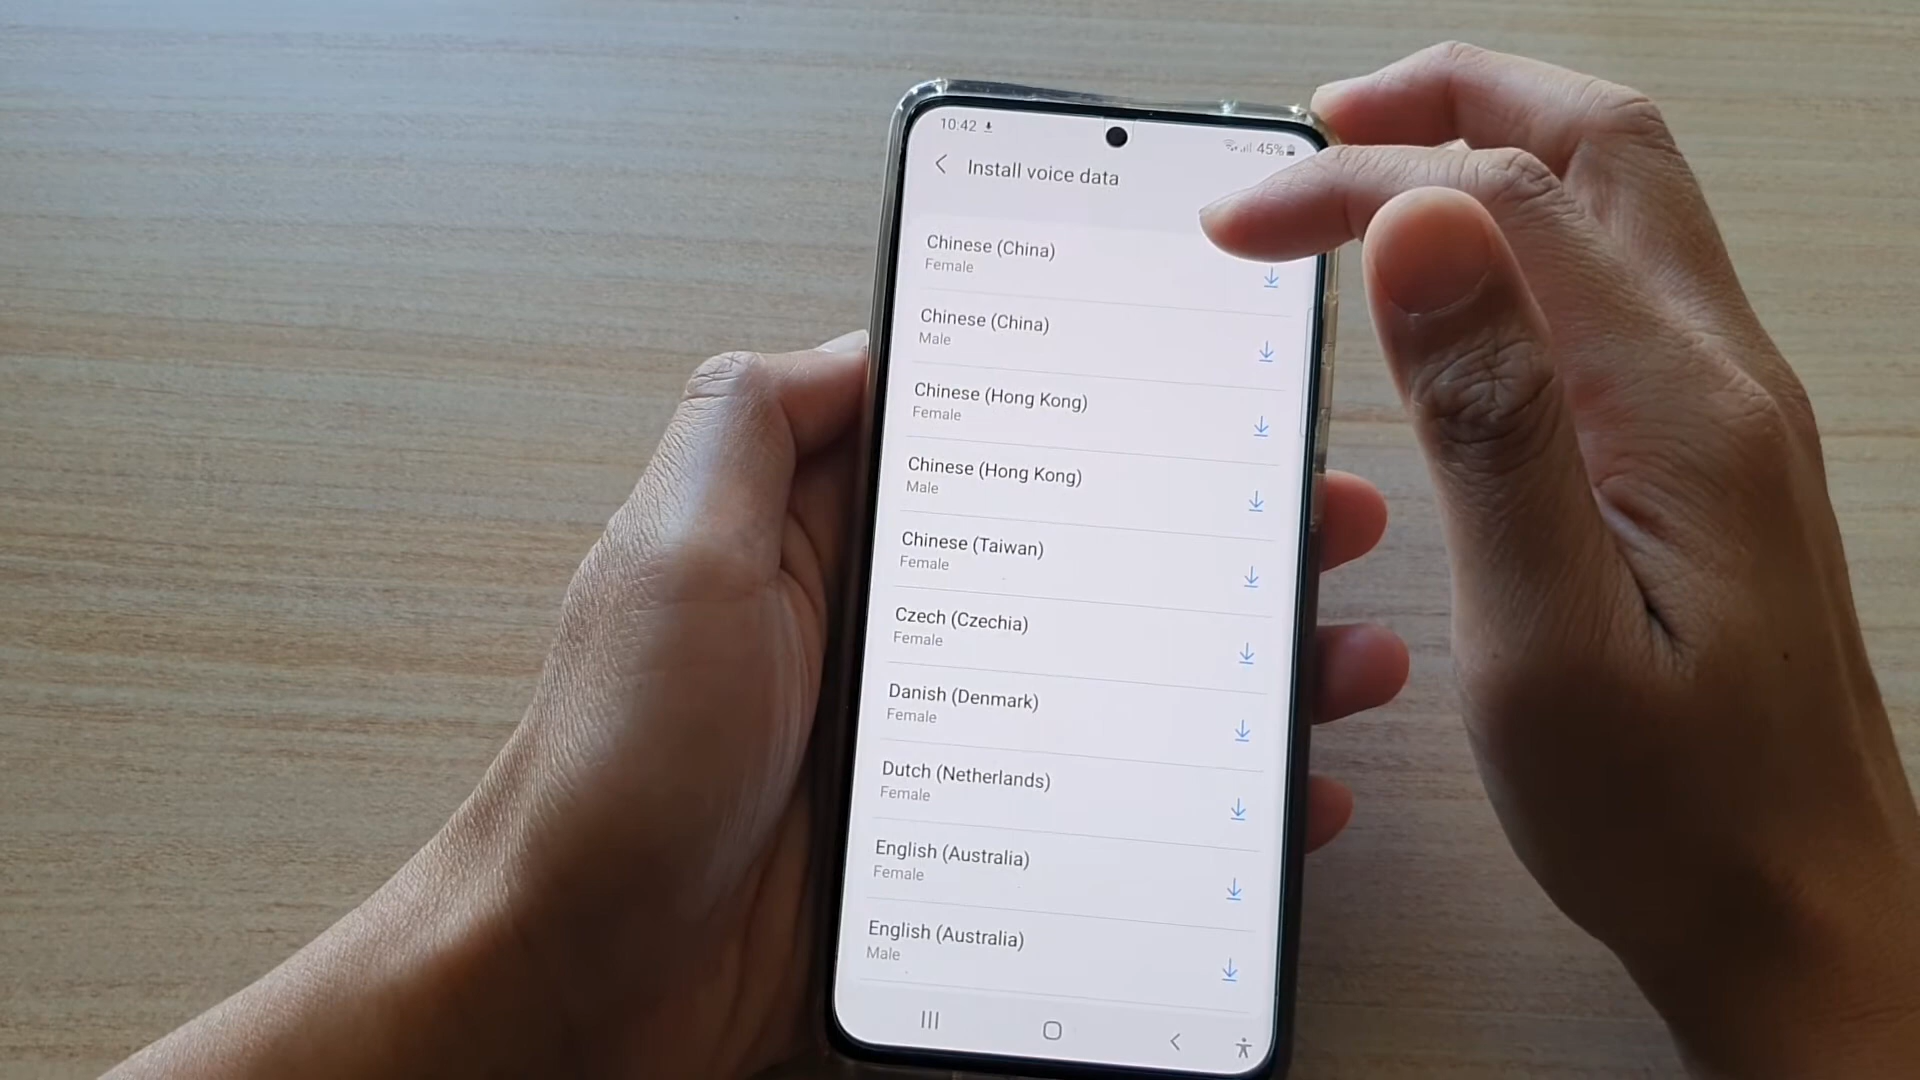 10:42
45%
Install voice data
Chinese (China)
Female
Chinese (China)
Male
Chinese (Hong Kong)
Female
Chinese (Hong Kong)
Male
Chinese (Taiwan)
Female
Czech (Czechia)
Female
Danish (Denmark)
Female
Dutch (Netherlands)
Female
English (Australia)
Female
English (Australia)
Male